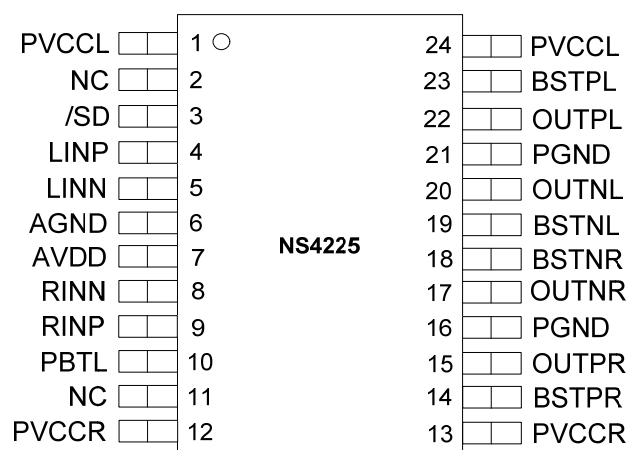 PVCCL 1 24 PVCCL
NC 2 23 BSTPL
/SD 3 22 OUTPL
LINP 4 21 PGND
LINN 5 20 OUTNL
AGND 6 19 BSTNL
AVDD 7 18 BSTNR
NS4225
RINN 8 17 OUTNR
RINP 9 16 PGND
PBTL 10 15 OUTPR
NC 11 14 BSTPR
PVCCR 12 13 PVCCR